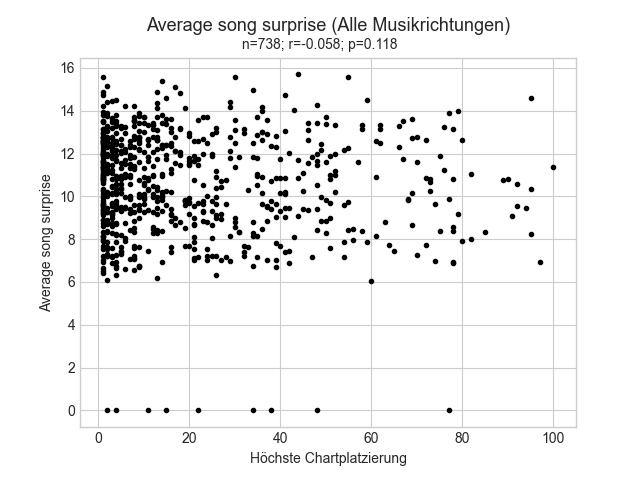 Average song surprise (Alle Musikrichtungen)
n=738; r=-0.058; p=0.118
16
14
12
10
8
6
4
2
0
Average song surprise
0 20 40 60 80 100
Höchste Chartplatzierung